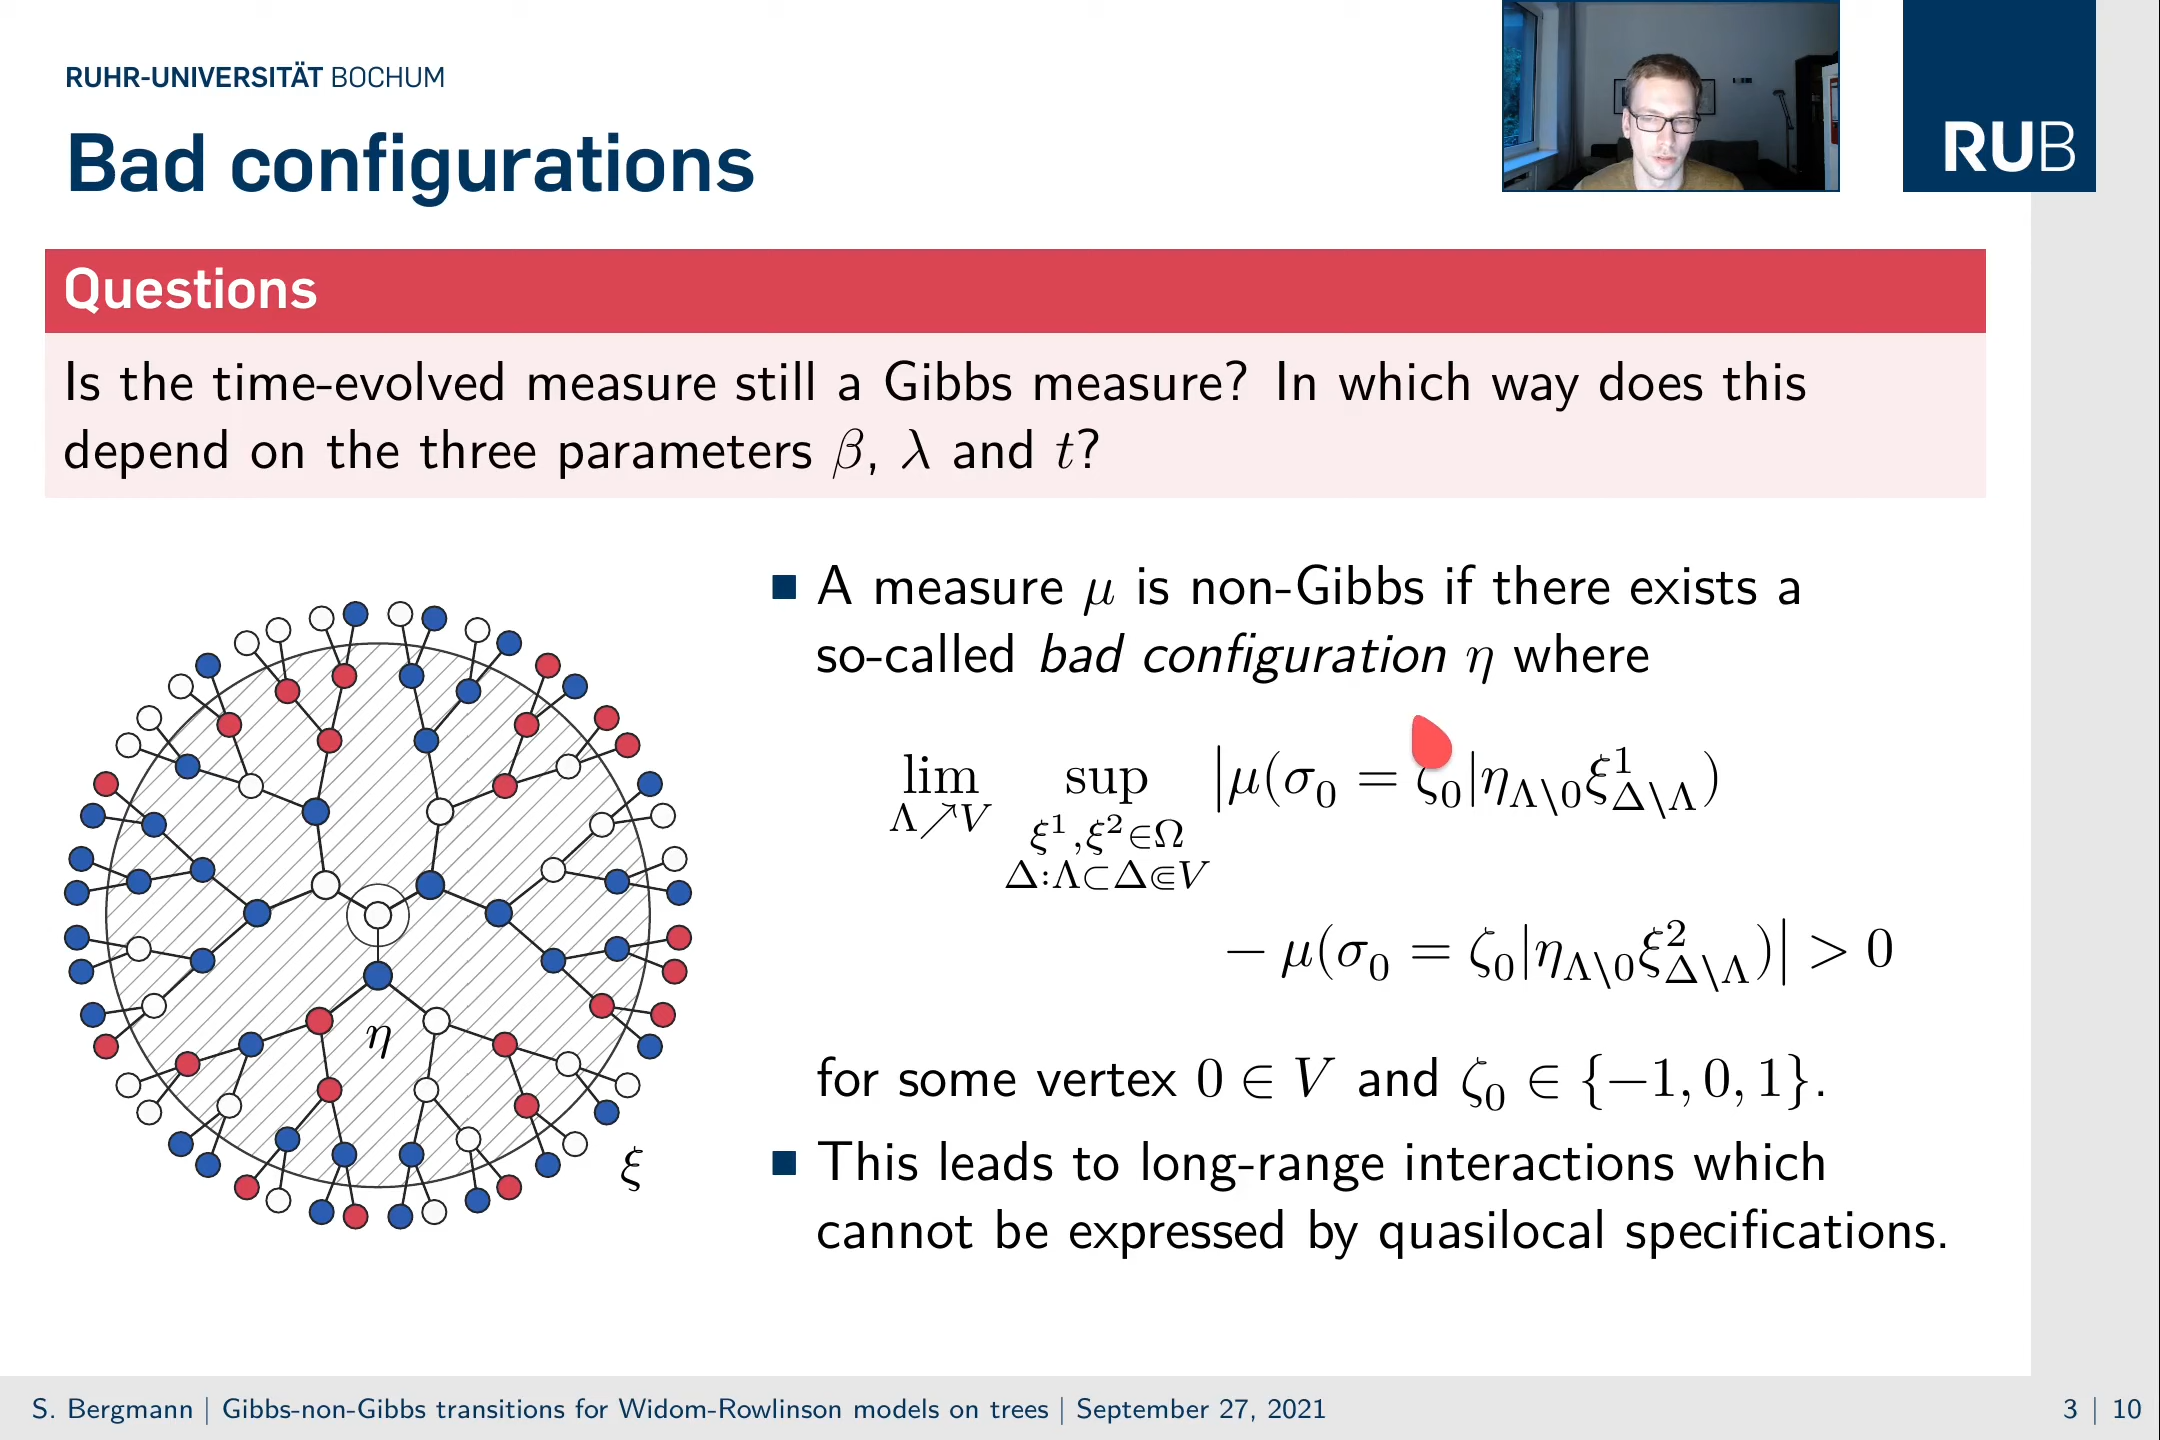 RUHR-UNIVERSITÄT BOCHUM
RUB
Bad configurations
Questions
Is the time-evolved measure still a Gibbs measure? In which way does this
depend on the three parameters β, λ and t?
■ A measure μ is non-Gibbs if there exists a
so-called bad configuration η where
lim_{Λ↗V} sup_{ξ¹,ξ²∈Ω, Δ:Λ⊂Δ⋐V} |μ(σ₀ = ζ₀|η_{Λ\0}ξ¹_{Δ\Λ})
− μ(σ₀ = ζ₀|η_{Λ\0}ξ²_{Δ\Λ})| > 0
for some vertex 0 ∈ V and ζ₀ ∈ {−1, 0, 1}.
■ This leads to long-range interactions which
cannot be expressed by quasilocal specifications.
η
ξ
S. Bergmann | Gibbs-non-Gibbs transitions for Widom-Rowlinson models on trees | September 27, 2021
3 | 10